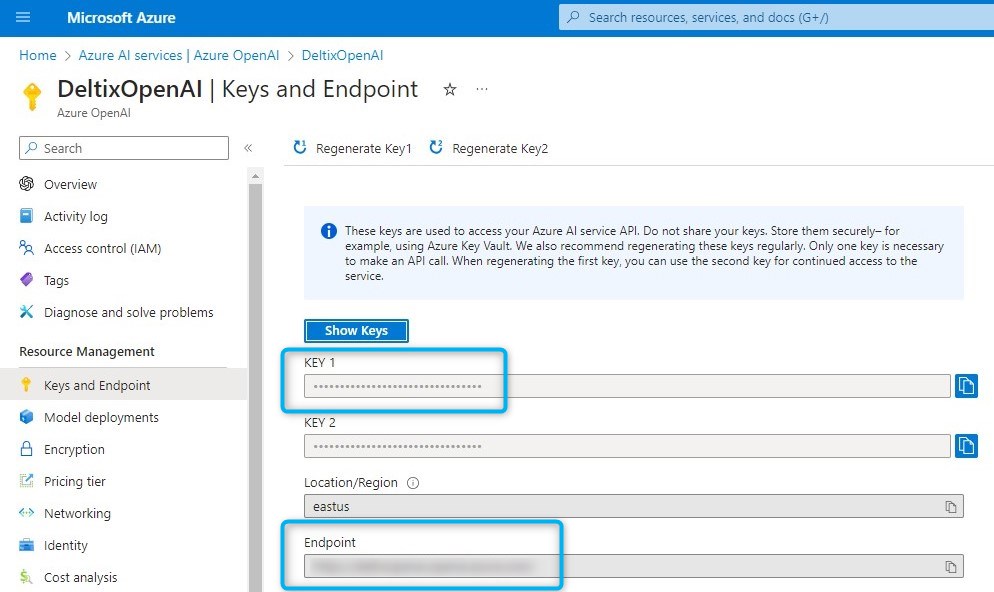 Microsoft Azure
Search resources, services, and docs (G+/)
Home > Azure AI services | Azure OpenAI > DeltixOpenAI
DeltixOpenAI | Keys and Endpoint
Azure OpenAI
Search
Overview
Activity log
Access control (IAM)
Tags
Diagnose and solve problems
Resource Management
Keys and Endpoint
Model deployments
Encryption
Pricing tier
Networking
Identity
Cost analysis
Regenerate Key1
Regenerate Key2
These keys are used to access your Azure AI service API. Do not share your keys. Store them securely– for
example, using Azure Key Vault. We also recommend regenerating these keys regularly. Only one key is necessary
to make an API call. When regenerating the first key, you can use the second key for continued access to the
service.
Show Keys
KEY 1
••••••••••••••••••••••••••••••••
KEY 2
••••••••••••••••••••••••••••••••
Location/Region
eastus
Endpoint